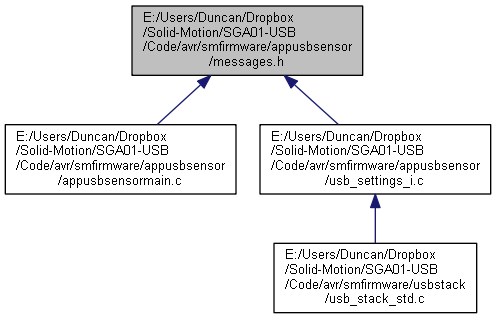 E:/Users/Duncan/Dropbox
/Solid-Motion/SGA01-USB
/Code/avr/smfirmware/appusbsensor
/messages.h
E:/Users/Duncan/Dropbox
/Solid-Motion/SGA01-USB
/Code/avr/smfirmware/appusbsensor
/appusbsensormain.c
E:/Users/Duncan/Dropbox
/Solid-Motion/SGA01-USB
/Code/avr/smfirmware/appusbsensor
/usb_settings_i.c
E:/Users/Duncan/Dropbox
/Solid-Motion/SGA01-USB
/Code/avr/smfirmware/usbstack
/usb_stack_std.c